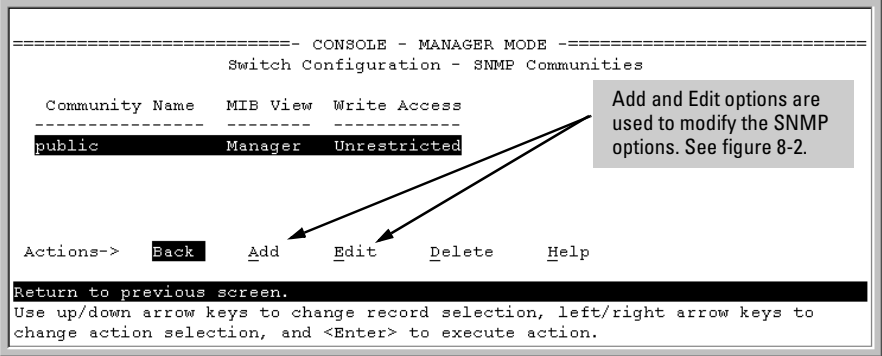 ==========================- CONSOLE - MANAGER MODE -============================
Switch Configuration - SNMP Communities
Community Name MIB View Write Access
---------------- -------- ------------
public Manager Unrestricted
Add and Edit options are
used to modify the SNMP
options. See figure 8-2.
Actions-> Back Add Edit Delete Help
Return to previous screen.
Use up/down arrow keys to change record selection, left/right arrow keys to
change action selection, and <Enter> to execute action.